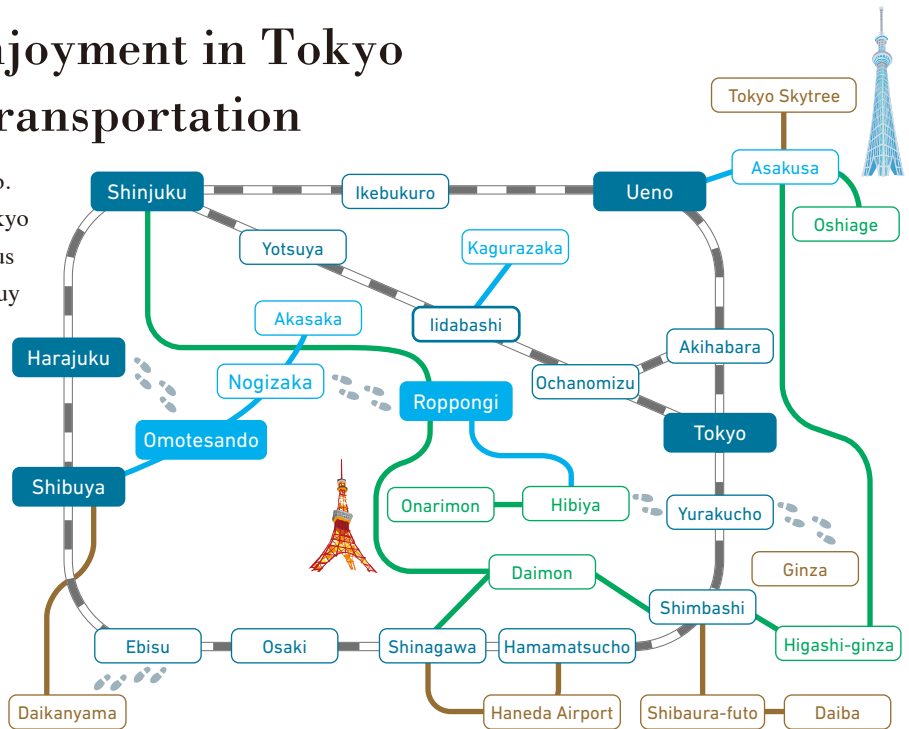 njoyment in Tokyo
ransportation
Tokyo Skytree
Asakusa
Shinjuku
Ikebukuro
Ueno
Oshiage
Yotsuya
Kagurazaka
Akasaka
Iidabashi
Harajuku
Akihabara
Nogizaka
Ochanomizu
Roppongi
Omotesando
Tokyo
Shibuya
Onarimon
Hibiya
Yurakucho
Ginza
Daimon
Shimbashi
Ebisu
Osaki
Shinagawa
Hamamatsucho
Higashi-ginza
Daikanyama
Haneda Airport
Shibaura-futo
Daiba